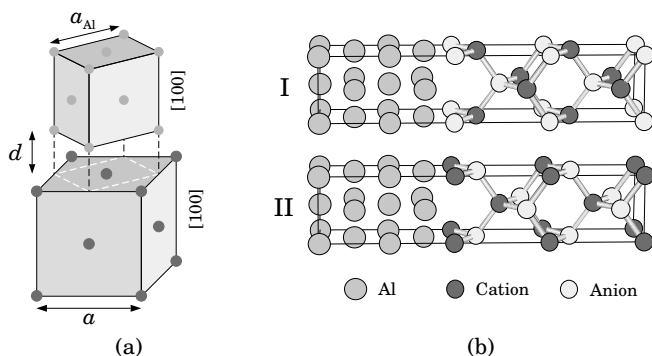 a_Al
[100]
d
[100]
a
(a)
I
II
Al
Cation
Anion
(b)